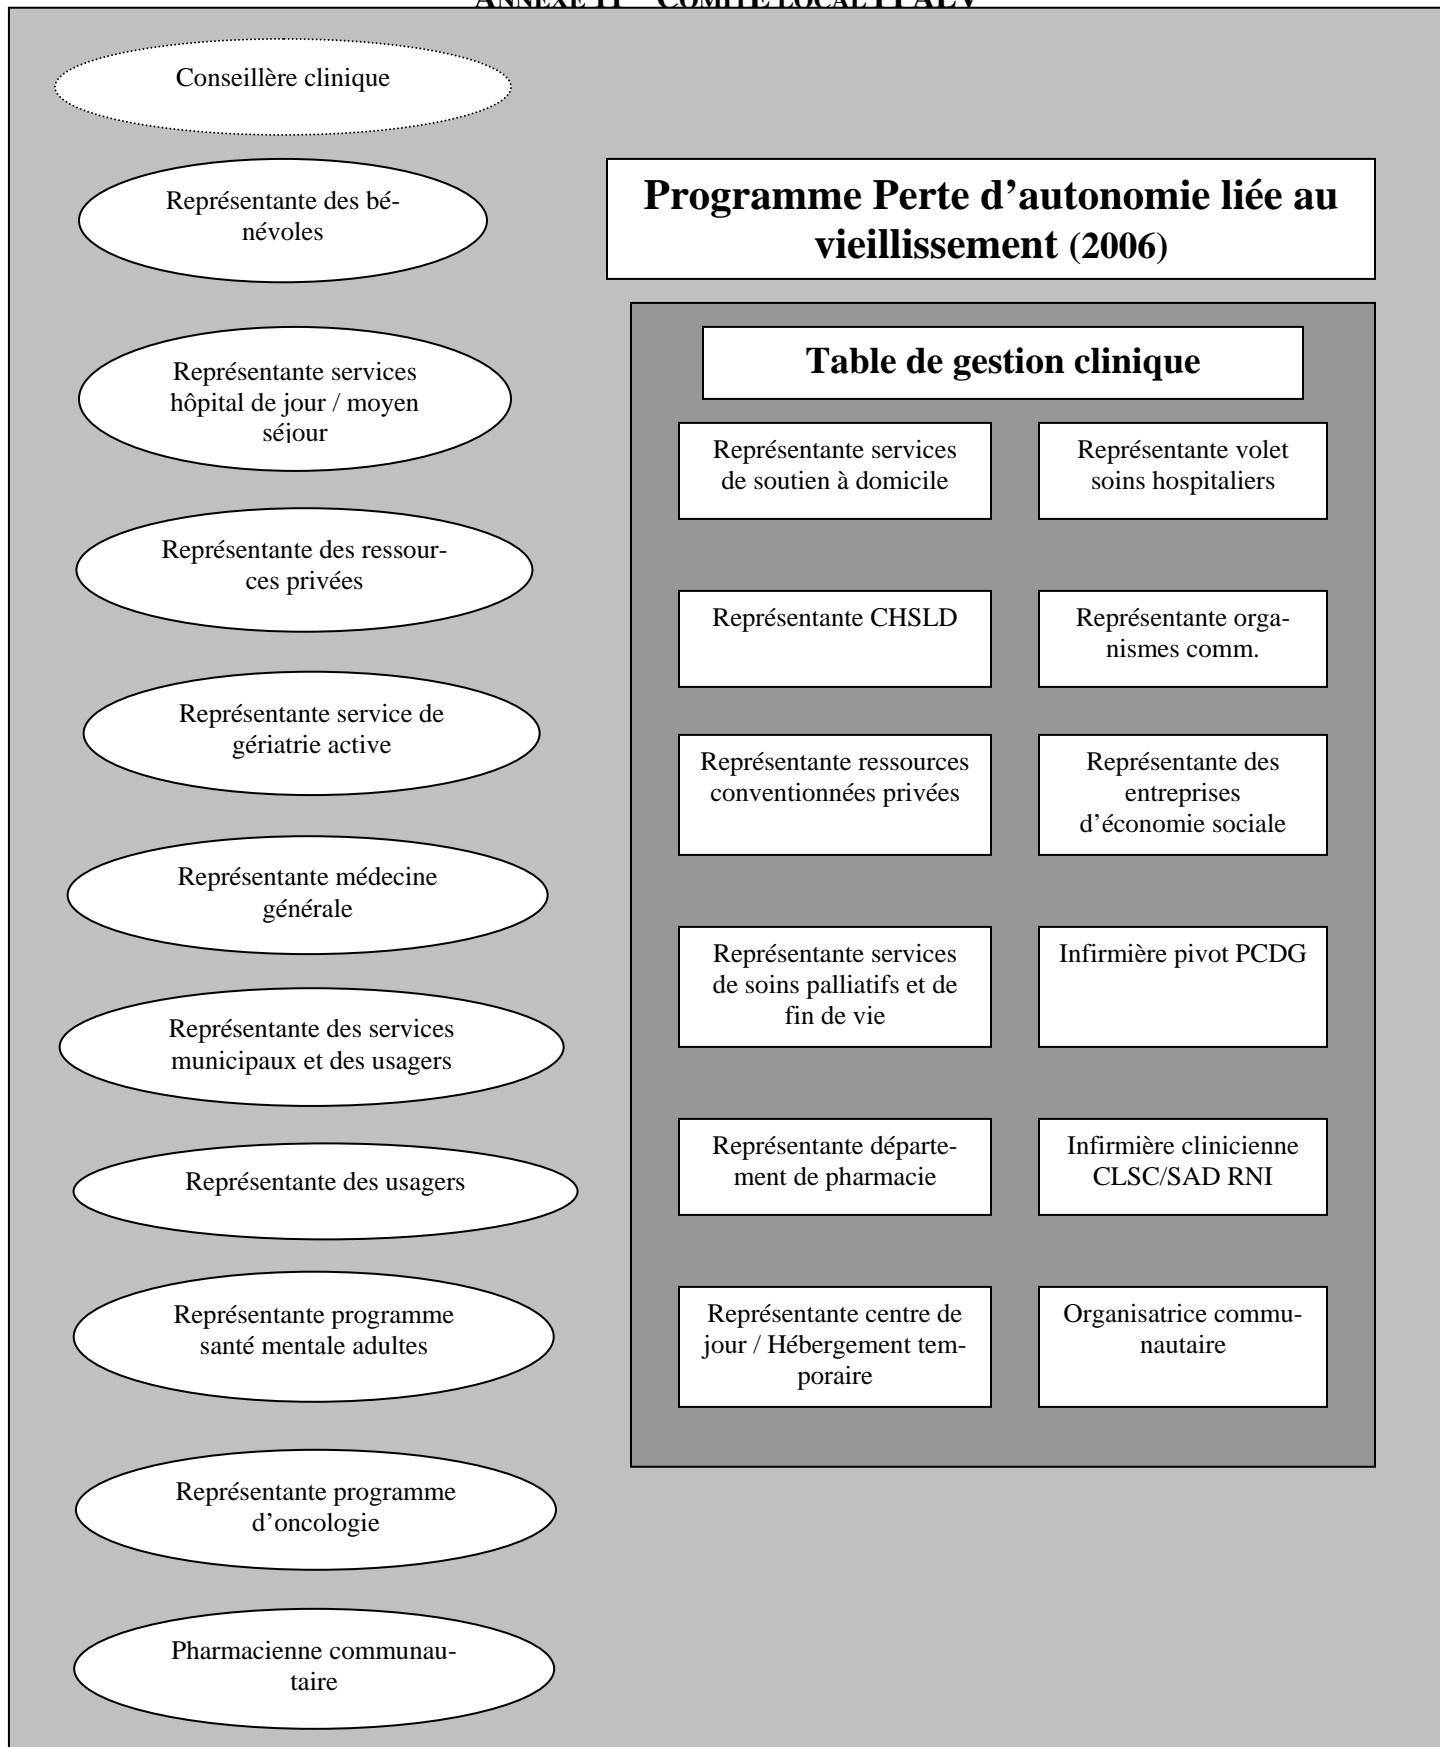 Conseillère clinique
Représentante des bé-
névoles
Représentante services
hôpital de jour / moyen
séjour
Représentante des ressour-
ces privées
Représentante service de
gériatrie active
Représentante médecine
générale
Représentante des services
municipaux et des usagers
Représentante des usagers
Représentante programme
santé mentale adultes
Représentante programme
d’oncologie
Pharmacienne communau-
taire
Programme Perte d’autonomie liée au
vieillissement (2006)
Table de gestion clinique
Représentante services
de soutien à domicile
Représentante volet
soins hospitaliers
Représentante CHSLD
Représentante orga-
nismes comm.
Représentante ressources
conventionnées privées
Représentante des
entreprises
d’économie sociale
Représentante services
de soins palliatifs et de
fin de vie
Infirmière pivot PCDG
Représentante départe-
ment de pharmacie
Infirmière clinicienne
CLSC/SAD RNI
Représentante centre de
jour / Hébergement tem-
poraire
Organisatrice commu-
nautaire